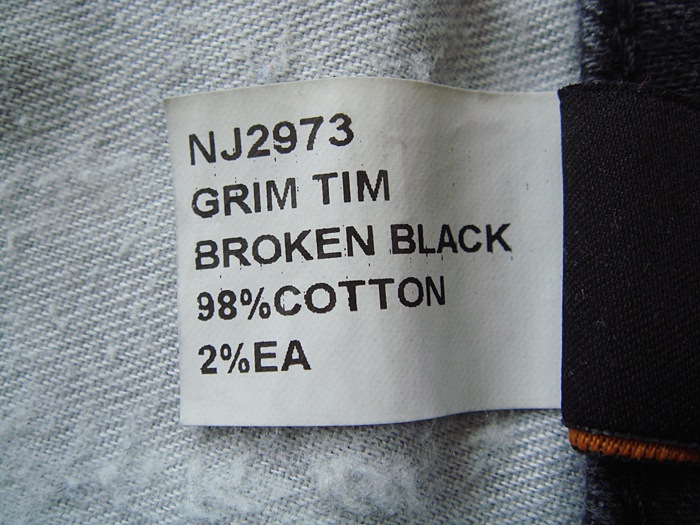 NJ2973
GRIM TIM
BROKEN BLACK
98%COTTON
2%EA